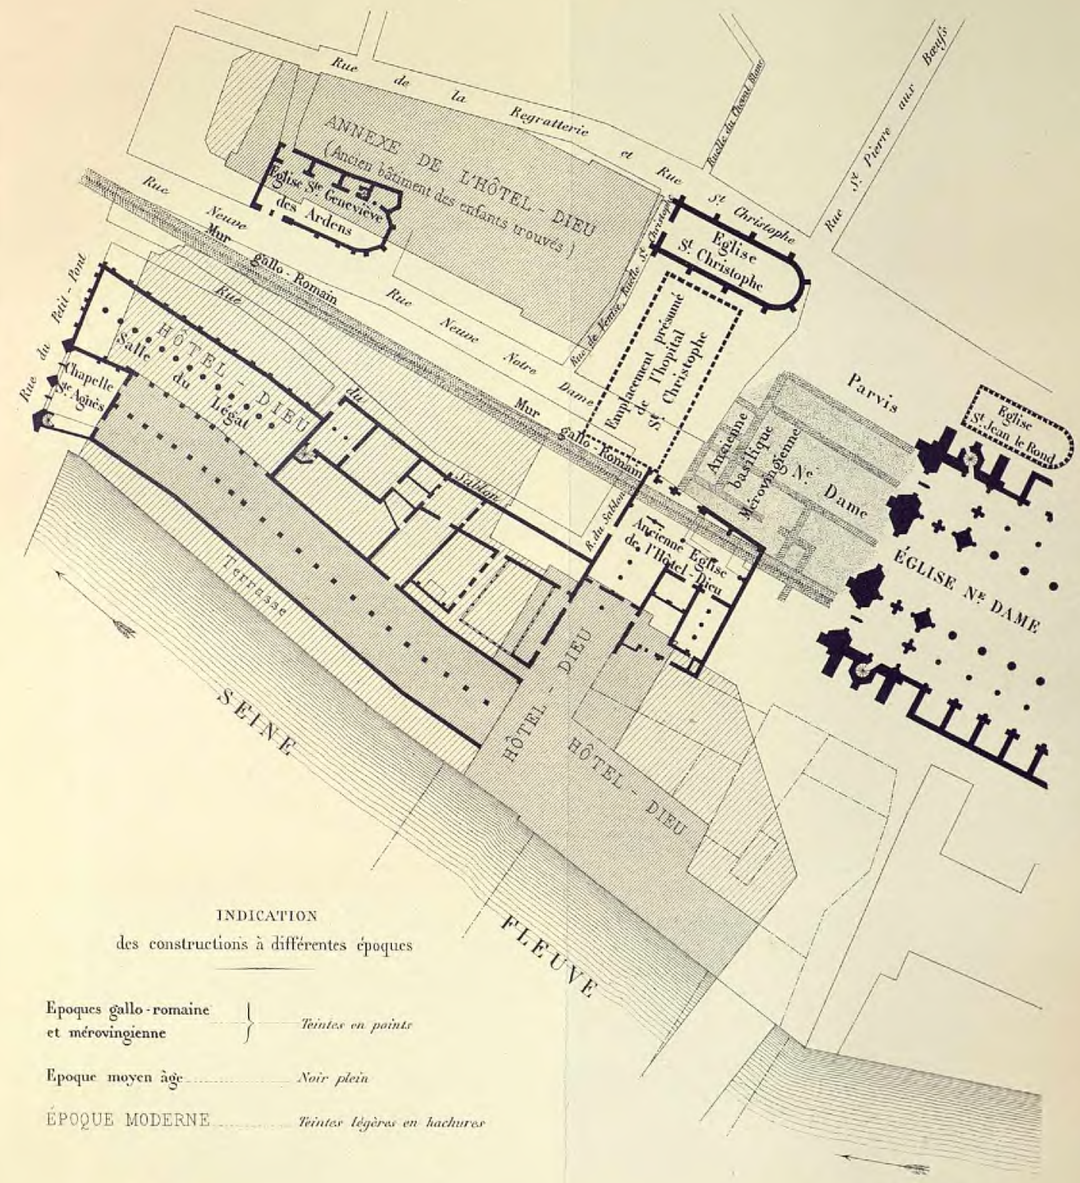 Rue de la Regratterie et Rue St Christophe
Ruelle du Cheval Blanc
Rue St Pierre aux Bœufs
ANNEXE DE L'HÔTEL-DIEU
(Ancien bâtiment des enfants trouvés)
Eglise Ste Geneviève
des Ardens
Rue Neuve
Mur gallo-Romain
Rue Neuve Notre Dame
Rue de Venise, Ruelle St Christophe
Eglise
St Christophe
Emplacement présumé
de l'hopital
St Christophe
Parvis
Eglise
St Jean le Rond
Ancienne
basilique
Mérovingienne
Ne Dame
ÉGLISE NE DAME
Mur gallo-Romain
Rue du Petit-Pont
Rue du Sablon
HÔTEL-DIEU
Salle
du
Légat
Chapelle
Ste Agnès
R. du Sablon
Ancienne Eglise
de l'Hôtel-Dieu
Terrasse
HÔTEL-DIEU
HÔTEL-DIEU
SEINE
FLEUVE
INDICATION
des constructions à différentes époques
Epoques gallo-romaine
et mérovingienne } Teintes en points
Epoque moyen âge Noir plein
ÉPOQUE MODERNE Teintes légères en hachures